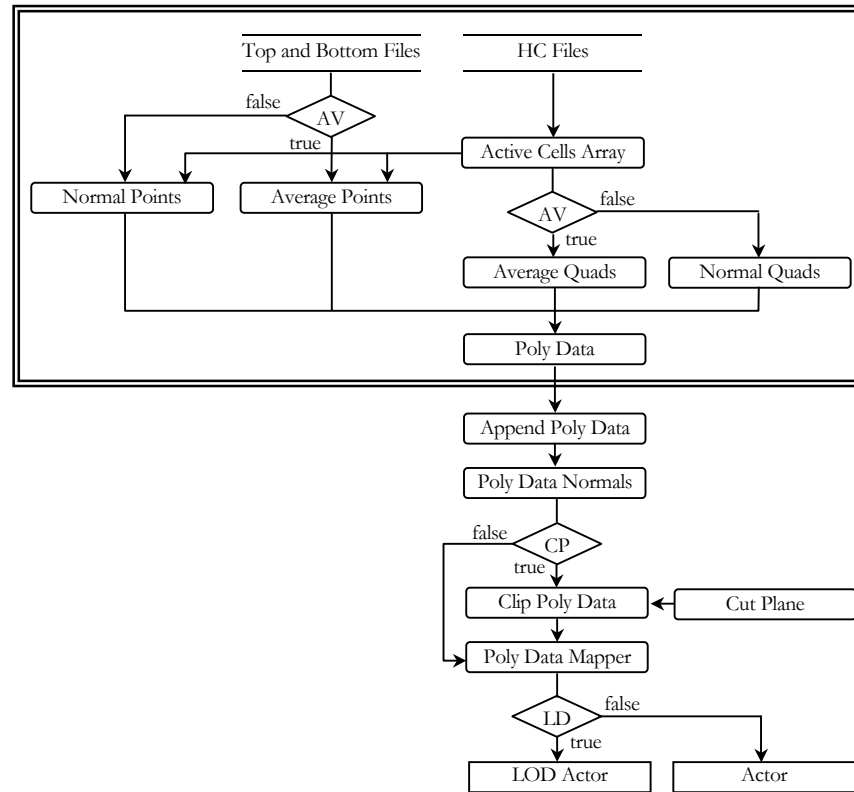 Top and Bottom Files
HC Files
false
AV
true
Active Cells Array
Normal Points
Average Points
AV
false
true
Average Quads
Normal Quads
Poly Data
Append Poly Data
Poly Data Normals
false
CP
true
Clip Poly Data
Cut Plane
Poly Data Mapper
false
LD
true
LOD Actor
Actor